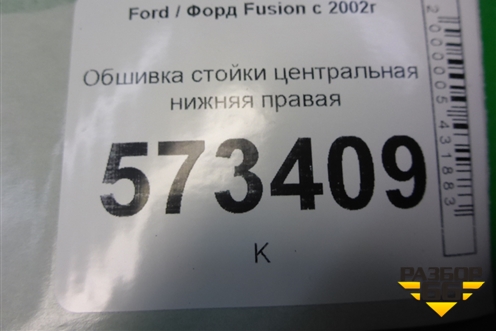 Ford / Форд Fusion с 2002г
Обшивка стойки центральная
нижняя правая
573409
К
2000005431883
РАЗБОР